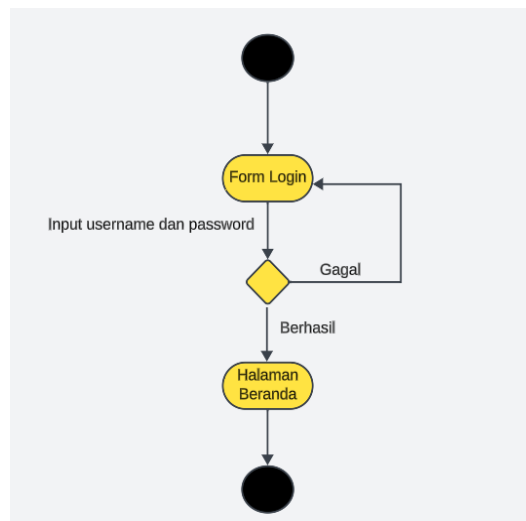 Form Login
Input username dan password
Gagal
Berhasil
Halaman
Beranda